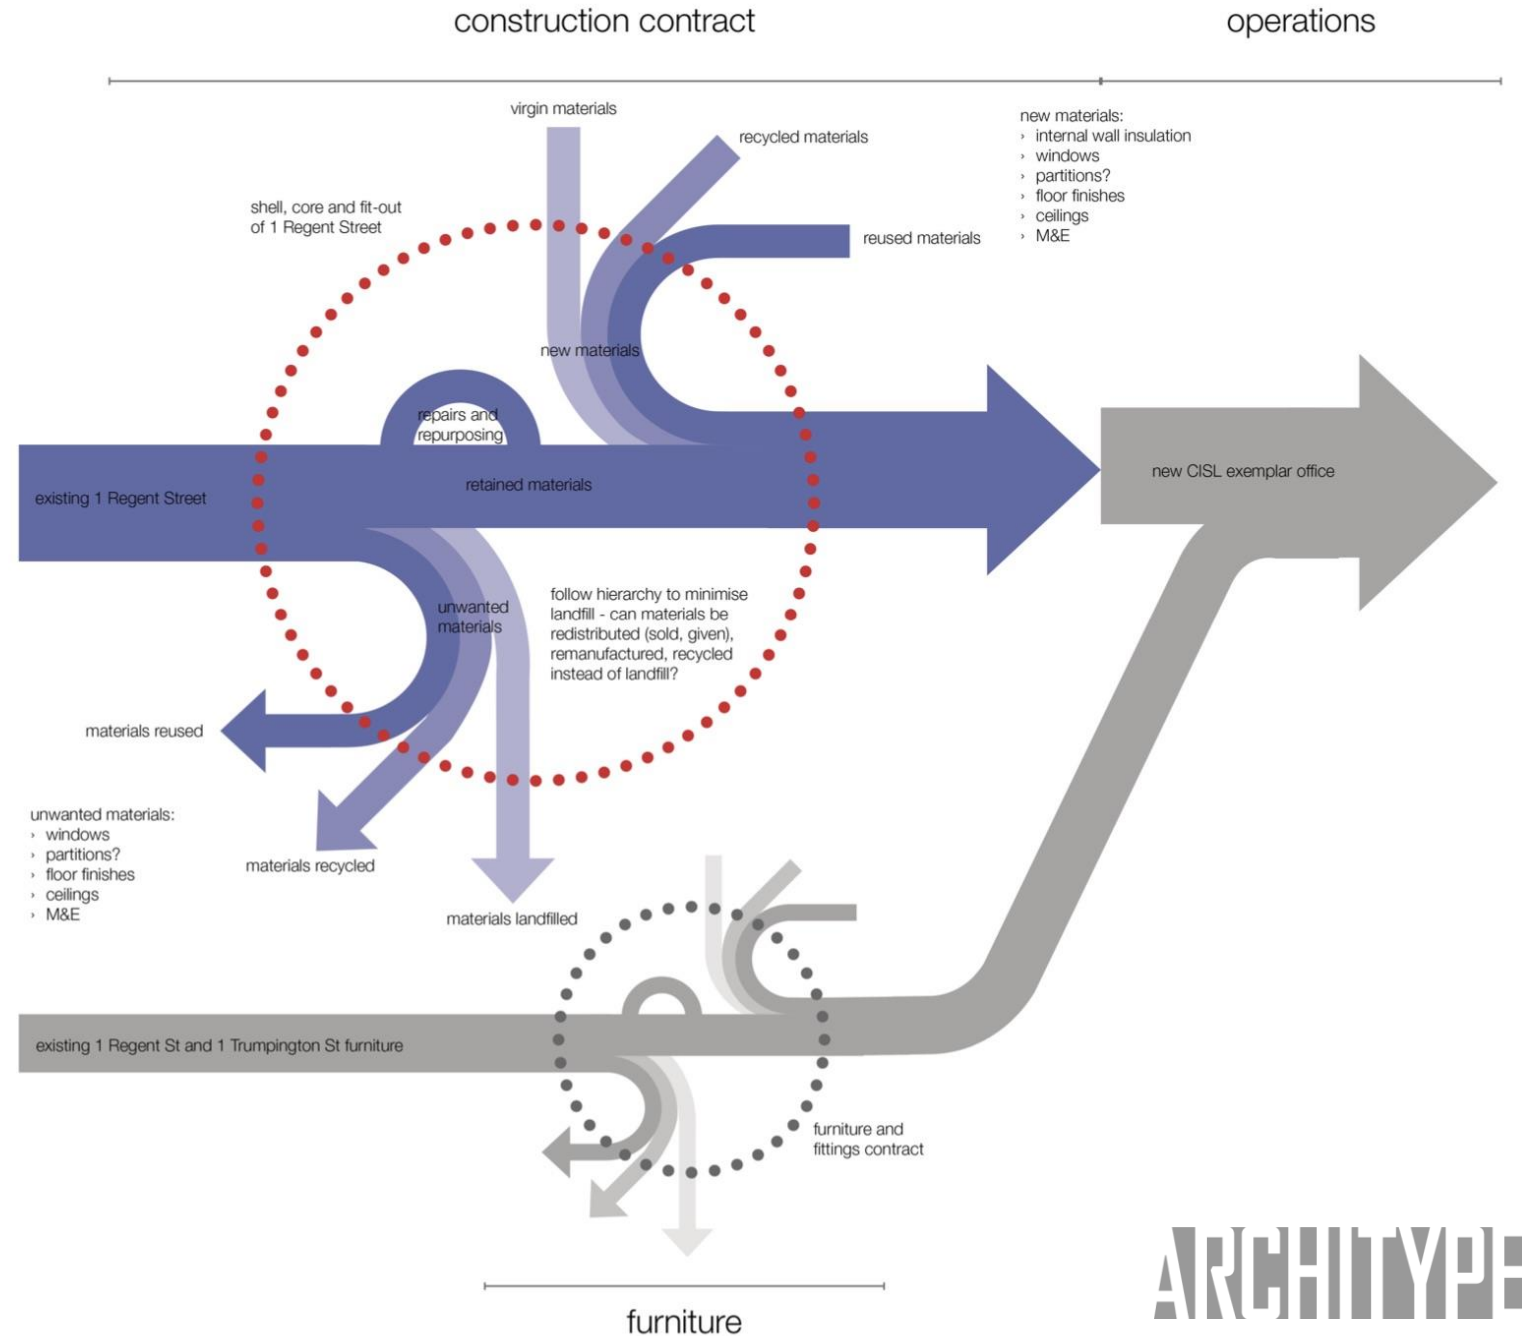 construction contract
operations
virgin materials
recycled materials
reused materials
new materials:
› internal wall insulation
› windows
› partitions?
› floor finishes
› ceilings
› M&E
shell, core and fit-out
of 1 Regent Street
new materials
repairs and
repurposing
retained materials
existing 1 Regent Street
new CISL exemplar office
unwanted
materials
follow hierarchy to minimise
landfill - can materials be
redistributed (sold, given),
remanufactured, recycled
instead of landfill?
materials reused
unwanted materials:
› windows
› partitions?
› floor finishes
› ceilings
› M&E
materials recycled
materials landfilled
existing 1 Regent St and 1 Trumpington St furniture
furniture and
fittings contract
furniture
ARCHITYPE